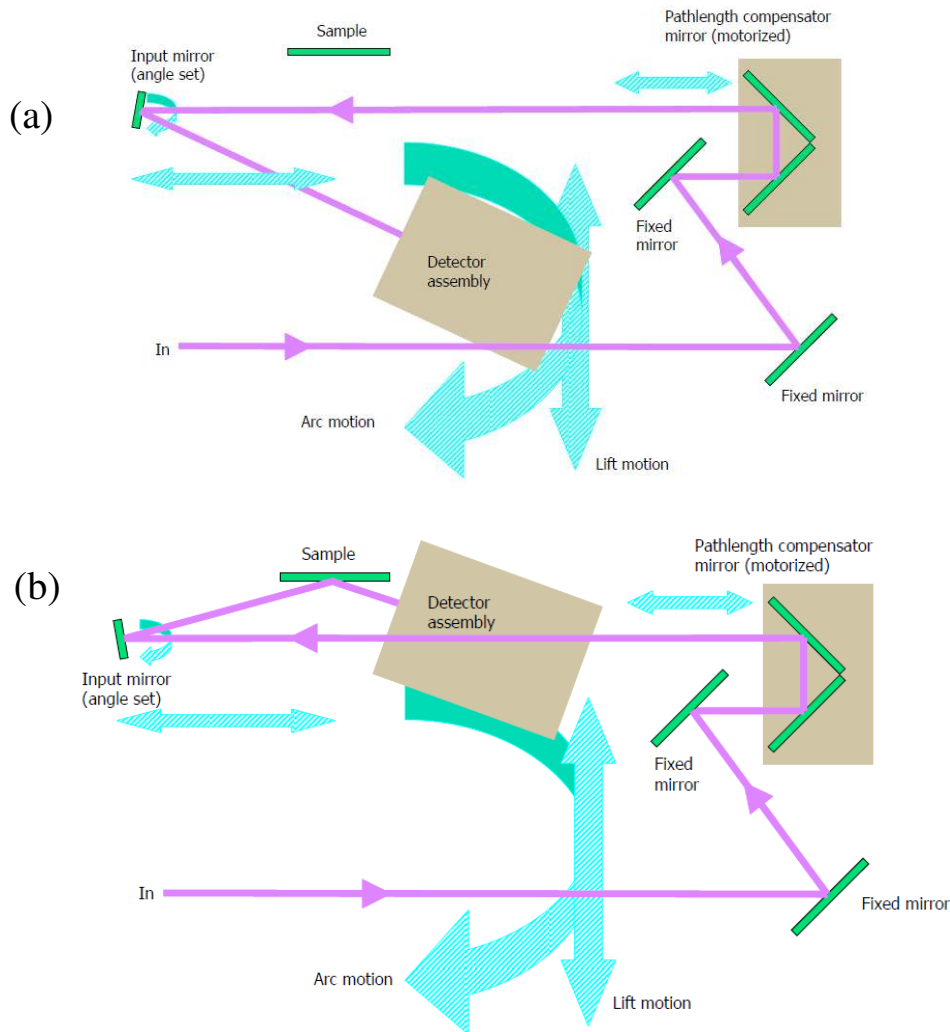 Pathlength compensator
mirror (motorized)
Sample
Input mirror
(angle set)
(a)
Fixed
mirror
Detector
assembly
In
Fixed mirror
Arc motion
Lift motion
Pathlength compensator
mirror (motorized)
Sample
(b)
Detector
assembly
Input mirror
(angle set)
Fixed
mirror
In
Fixed mirror
Arc motion
Lift motion